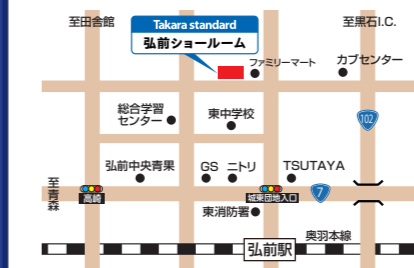 至田舎館
至黒石I.C.
Takara standard
弘前ショールーム
ファミリーマート
カブセンター
総合学習
センター
東中学校
102
弘前中央青果
GS
ニトリ
TSUTAYA
至青森
高崎
城東団地入口
7
東消防署
奥羽本線
弘前駅